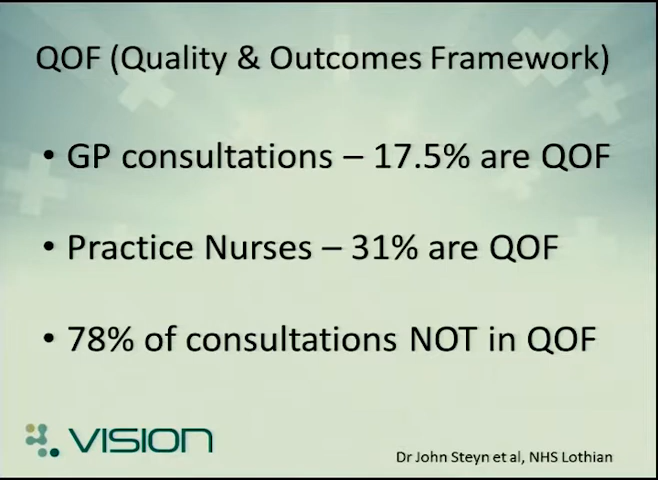 QOF (Quality & Outcomes Framework)
• GP consultations – 17.5% are QOF
• Practice Nurses – 31% are QOF
• 78% of consultations NOT in QOF
VISION
Dr John Steyn et al, NHS Lothian